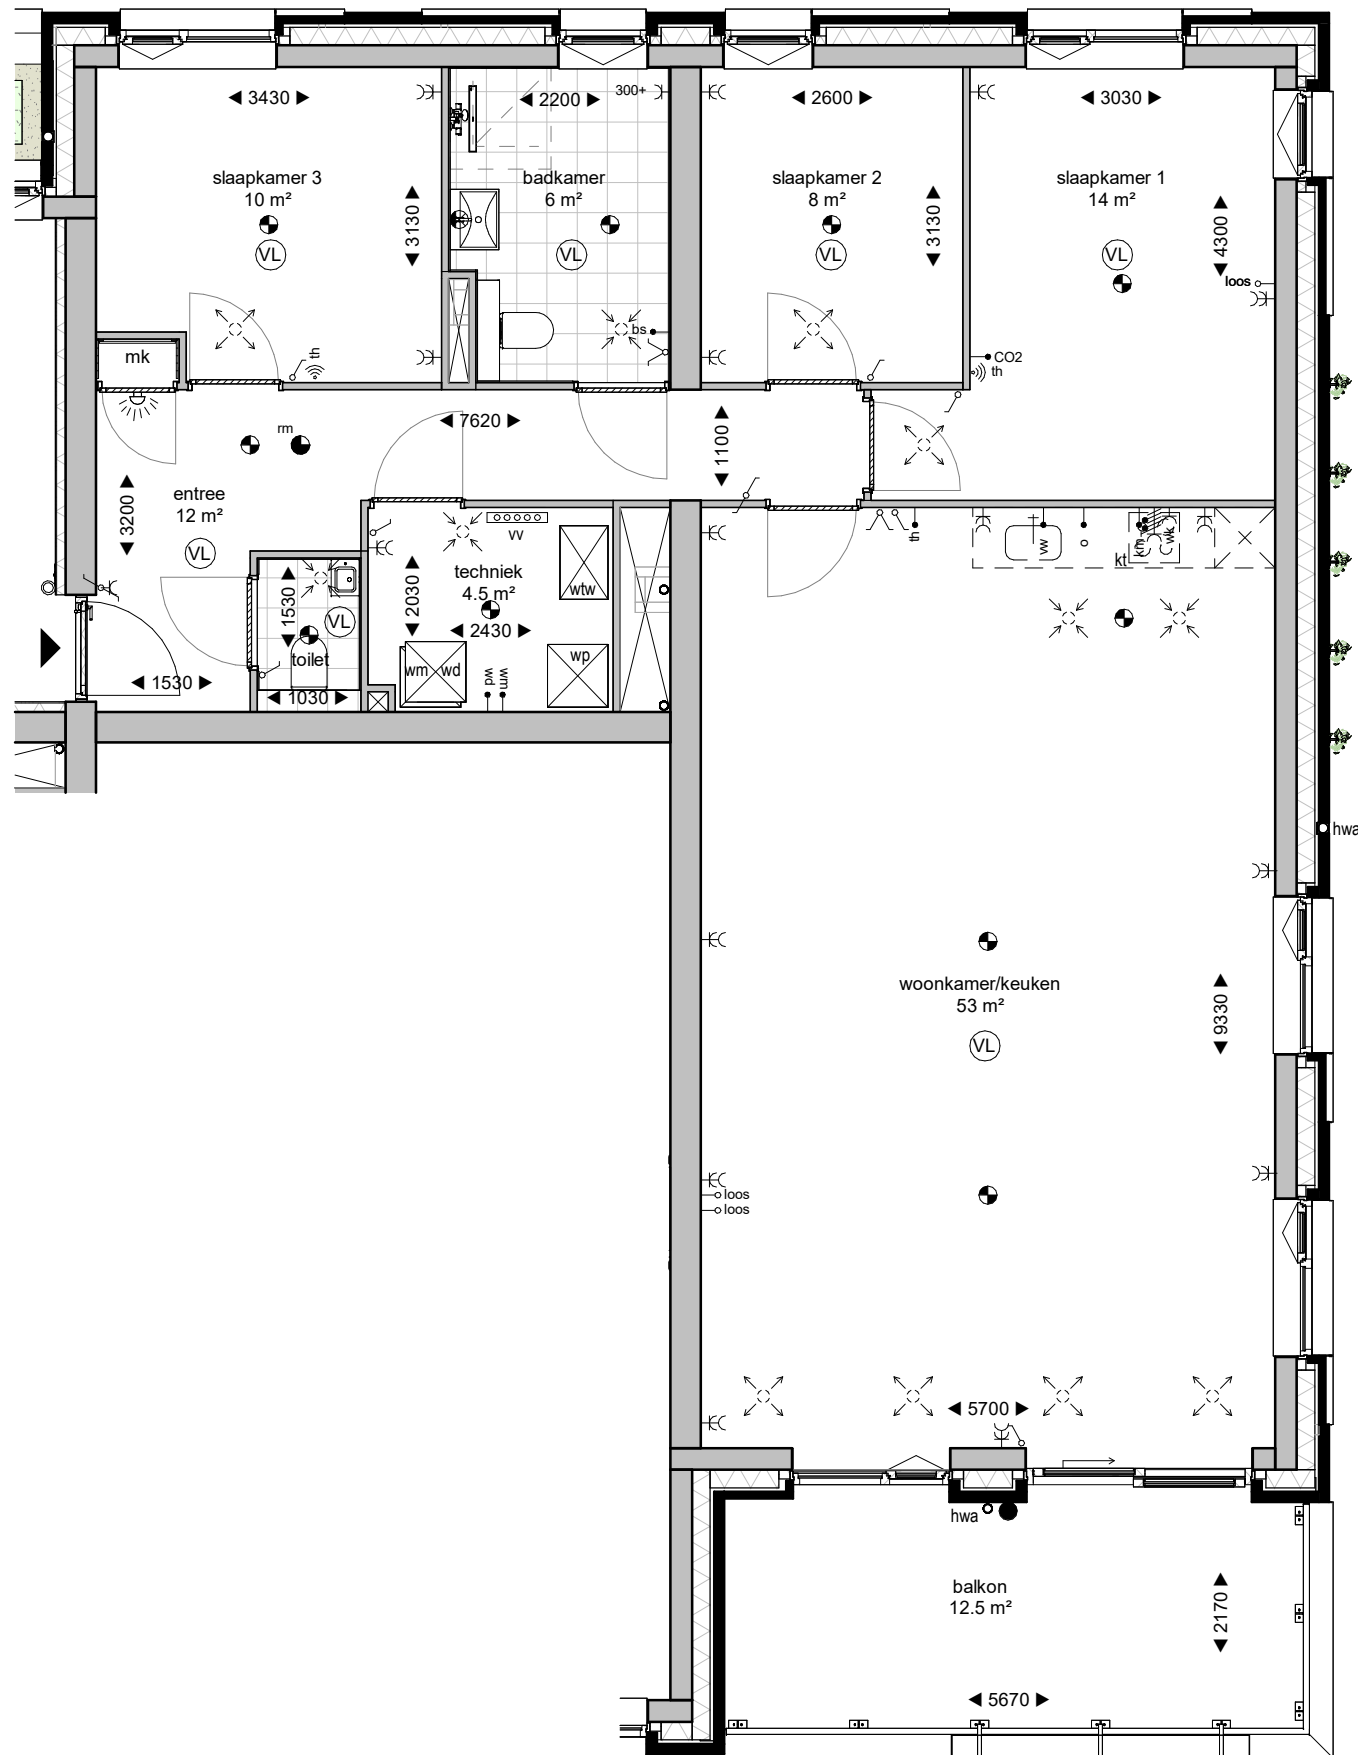 3430
2200
300+
2600
3030
slaapkamer 3
10 m²
VL
3130
badkamer
6 m²
VL
slaapkamer 2
8 m²
VL
3130
slaapkamer 1
14 m²
VL
4300
loos
mk
th
bs
CO2
th
7620
rm
1100
entree
12 m²
VL
3200
vv
techniek
4.5 m²
wtw
2030
2430
1530
VL
toilet
1030
1530
wm
wd
wd
wm
wp
th
vw
o
km
wk
kt
hwa
woonkamer/keuken
53 m²
VL
9330
loos
loos
5700
hwa
balkon
12.5 m²
2170
5670